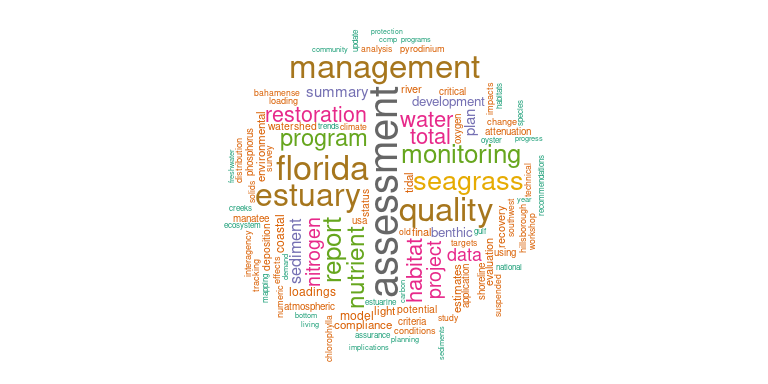 protection
update
ccmp programs
community
analysis
pyrodinium
management
bahamense
summary
river
critical
impacts
habitats
loading
development
restoration
assessment
water
plan
species
watershed
trends
climate
total
oxygen
change
attenuation
environmental
program
oyster
progress
phosphorus
distribution
freshwater
survey
monitoring
florida
tidal
seagrass
technical
recommendations
solids
estuary
status
quality
year
southwest
creeks
manatee
usa
old
final
benthic
gulf
recovery
hillsborough
workshop
ecosystem
coastal
sediment
nitrogen
report
nutrient
habitat
project
targets
data
evaluation
using
interagency
deposition
tracking
effects
demand
mapping
numeric
loadings
carbon
estimates
application
shoreline
national
suspended
atmospheric
estuarine
bottom
model
light
potential
living
compliance
criteria
study
chlorophylla
assurance
conditions
planning
implications
sediments